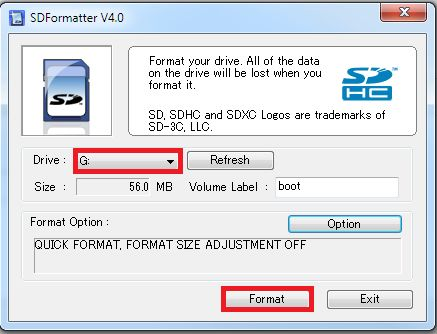 SDFormatter V4.0
Format your drive. All of the data
on the drive will be lost when you
format it.
SD, SDHC and SDXC Logos are trademarks of
SD-3C, LLC.
SD
SD
HC
Drive : G: Refresh
Size : 56.0 MB Volume Label : boot
Format Option :
Option
QUICK FORMAT, FORMAT SIZE ADJUSTMENT OFF
Format Exit